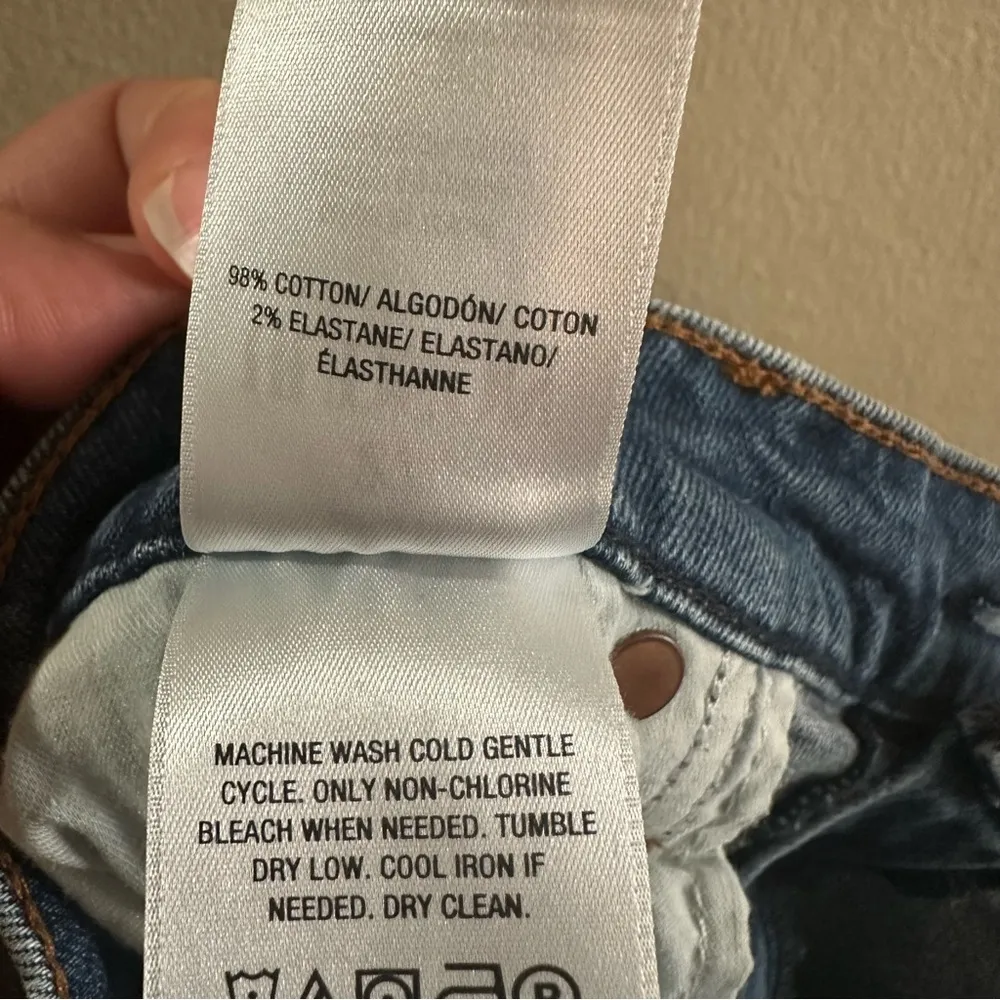 98% COTTON/ ALGODÓN/ COTON
2% ELASTANE/ ELASTANO/
ÉLASTHANNE
MACHINE WASH COLD GENTLE
CYCLE. ONLY NON-CHLORINE
BLEACH WHEN NEEDED. TUMBLE
DRY LOW. COOL IRON IF
NEEDED. DRY CLEAN.
P